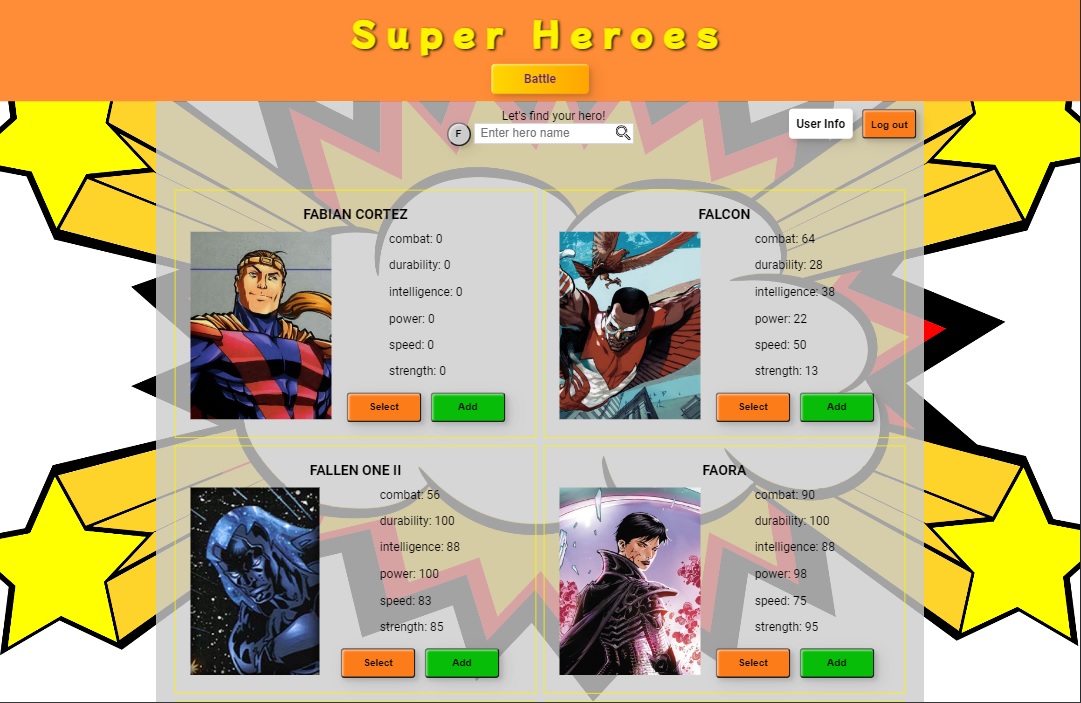 Super Heroes
Battle
Let's find your hero!
F
Enter hero name
User Info
Log out
FABIAN CORTEZ
combat: 0
durability: 0
intelligence: 0
power: 0
speed: 0
strength: 0
Select
Add
FALCON
combat: 64
durability: 28
intelligence: 38
power: 22
speed: 50
strength: 13
Select
Add
FALLEN ONE II
combat: 56
durability: 100
intelligence: 88
power: 100
speed: 83
strength: 85
Select
Add
FAORA
combat: 90
durability: 100
intelligence: 88
power: 98
speed: 75
strength: 95
Select
Add